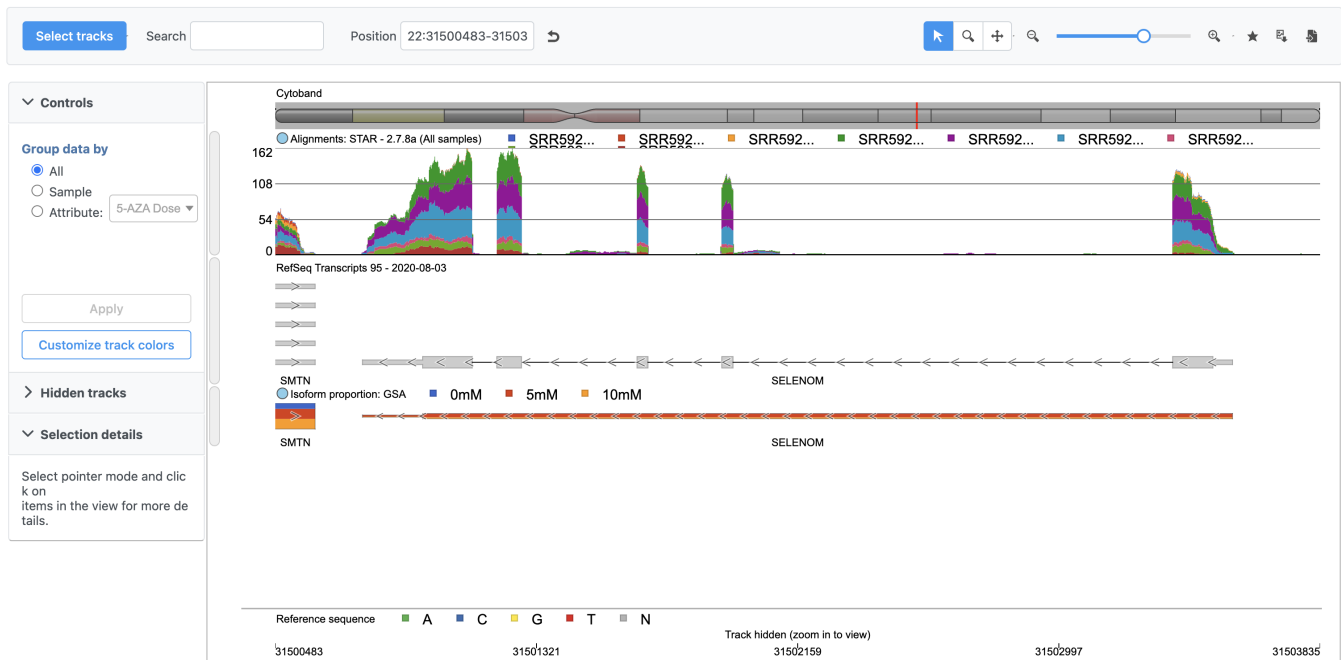 Select tracks
Search
Position 22:31500483-31503
Controls
Group data by
All
Sample
Attribute: 5-AZA Dose
Apply
Customize track colors
Hidden tracks
Selection details
Select pointer mode and clic
k on
items in the view for more de
tails.
Cytoband
Alignments: STAR - 2.7.8a (All samples) SRR592... SRR592... SRR592... SRR592... SRR592... SRR592... SRR592...
162
108
54
0
RefSeq Transcripts 95 - 2020-08-03
SMTN SELENOM
Isoform proportion: GSA 0mM 5mM 10mM
SMTN SELENOM
Reference sequence A C G T N
Track hidden (zoom in to view)
31500483 31501321 31502159 31502997 31503835